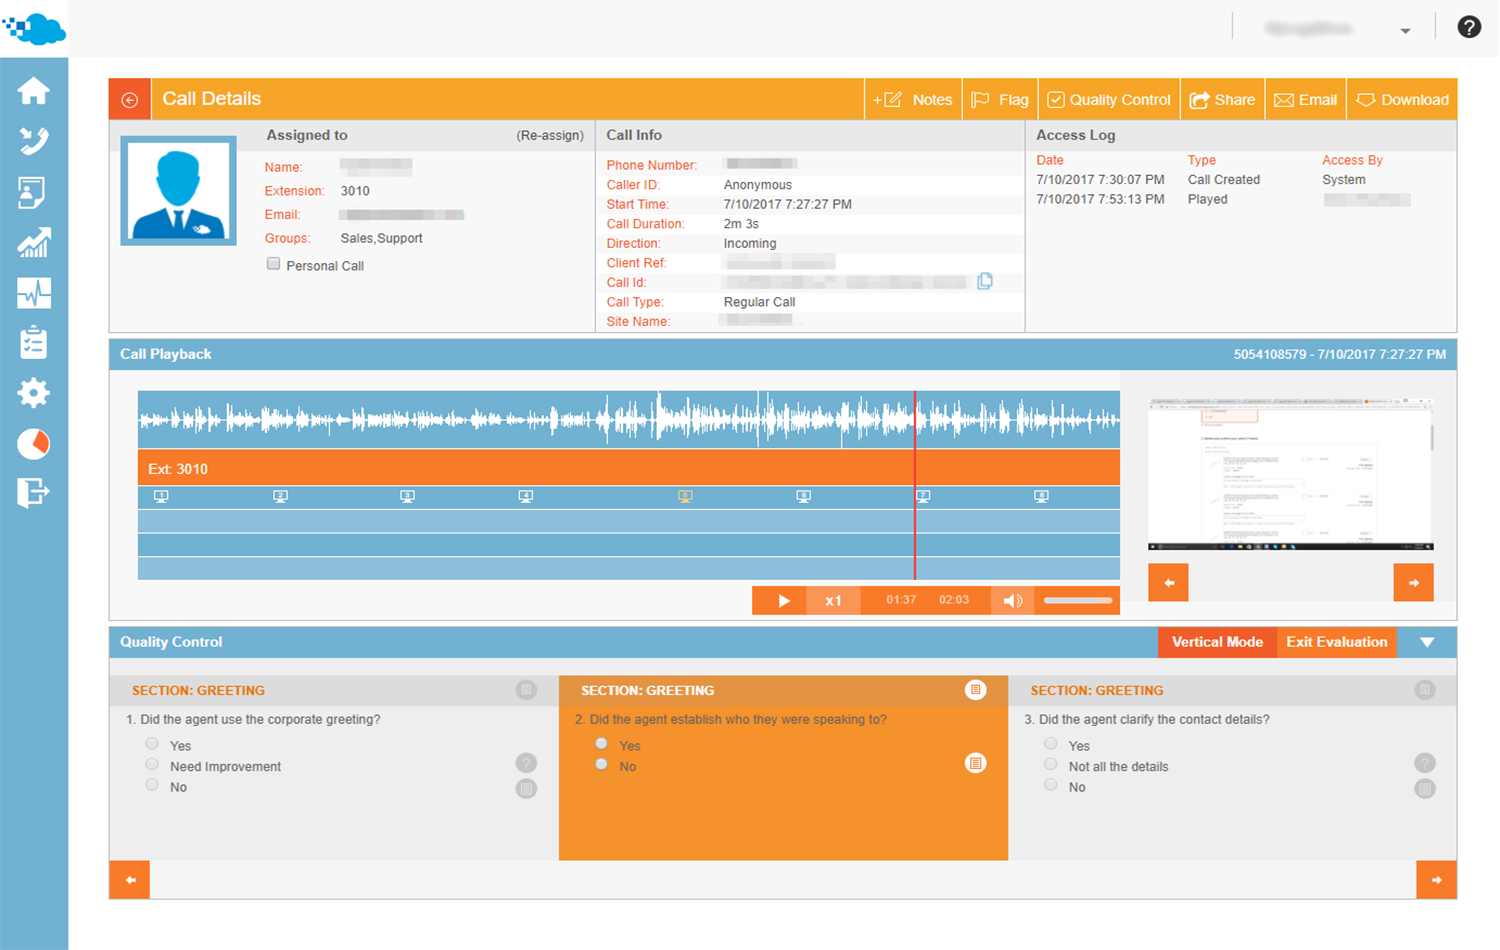 Call Details
Notes
Flag
Quality Control
Share
Email
Download
Assigned to
(Re-assign)
Name:
Extension: 3010
Email:
Groups: Sales,Support
Personal Call
Call Info
Phone Number:
Caller ID: Anonymous
Start Time: 7/10/2017 7:27:27 PM
Call Duration: 2m 3s
Direction: Incoming
Client Ref:
Call Id:
Call Type: Regular Call
Site Name:
Access Log
Date Type Access By
7/10/2017 7:30:07 PM Call Created System
7/10/2017 7:53:13 PM Played
Call Playback
5054108579 - 7/10/2017 7:27:27 PM
Ext: 3010
1 2 3 4 5 6 7 8
x1 01:37 02:03
Quality Control
Vertical Mode
Exit Evaluation
SECTION: GREETING
1. Did the agent use the corporate greeting?
Yes
Need Improvement
No
SECTION: GREETING
2. Did the agent establish who they were speaking to?
Yes
No
SECTION: GREETING
3. Did the agent clarify the contact details?
Yes
Not all the details
No